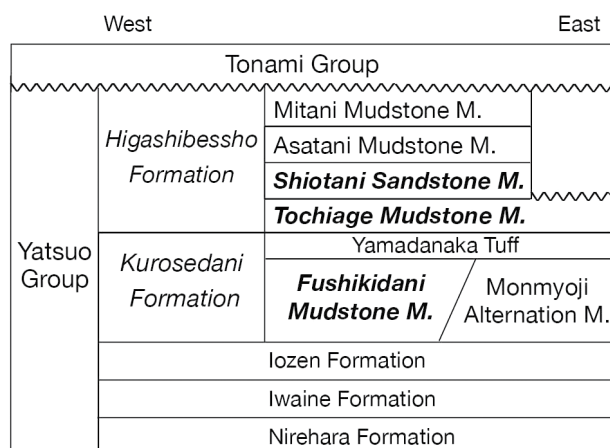 West East
Tonami Group
Yatsuo
Group
Higashibessho
Formation
Mitani Mudstone M.
Asatani Mudstone M.
Shiotani Sandstone M.
Tochiage Mudstone M.
Kurosedani
Formation
Yamadanaka Tuff
Fushikidani
Mudstone M.
Monmyoji
Alternation M.
Iozen Formation
Iwaine Formation
Nirehara Formation